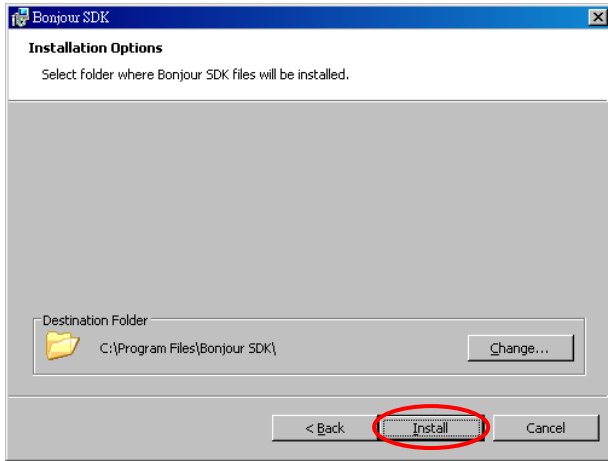 Bonjour SDK
Installation Options
Select folder where Bonjour SDK files will be installed.
Destination Folder
C:\Program Files\Bonjour SDK\
Change...
< Back
Install
Cancel